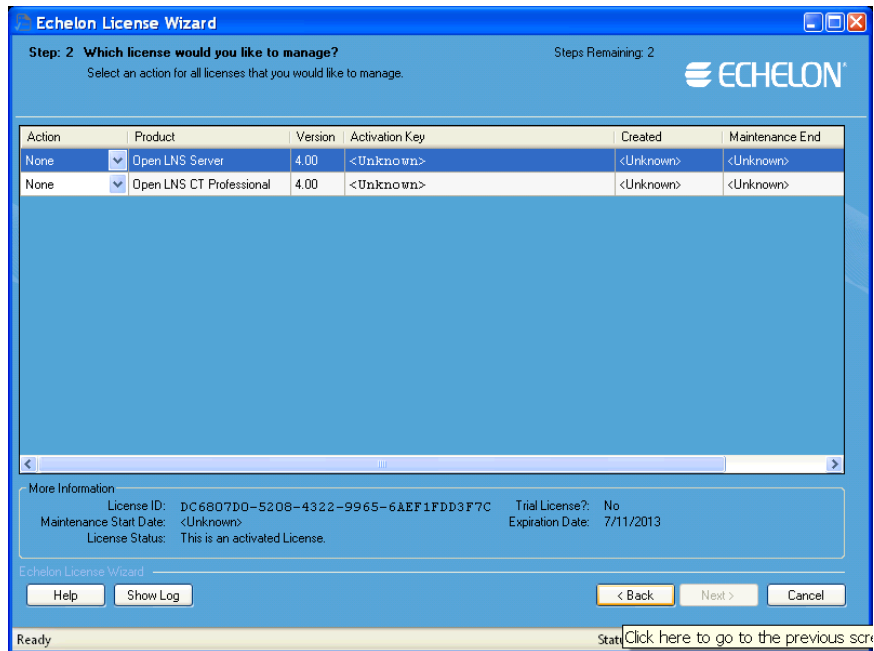 Echelon License Wizard
Step: 2 Which license would you like to manage? Steps Remaining: 2
Select an action for all licenses that you would like to manage.
ECHELON®
Action Product Version Activation Key Created Maintenance End
None Open LNS Server 4.00 <Unknown> <Unknown> <Unknown>
None Open LNS CT Professional 4.00 <Unknown> <Unknown> <Unknown>
More Information
License ID: DC6807D0-5208-4322-9965-6AEF1FDD3F7C Trial License?: No
Maintenance Start Date: <Unknown> Expiration Date: 7/11/2013
License Status: This is an activated License.
Echelon License Wizard
Help Show Log < Back Next > Cancel
Ready Click here to go to the previous